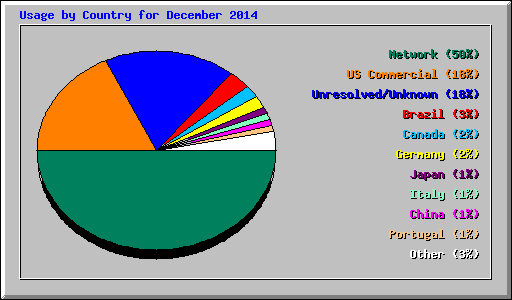 Usage by Country for December 2014
Network (50%)
US Commercial (18%)
Unresolved/Unknown (18%)
Brazil (3%)
Canada (2%)
Germany (2%)
Japan (1%)
Italy (1%)
China (1%)
Portugal (1%)
Other (3%)